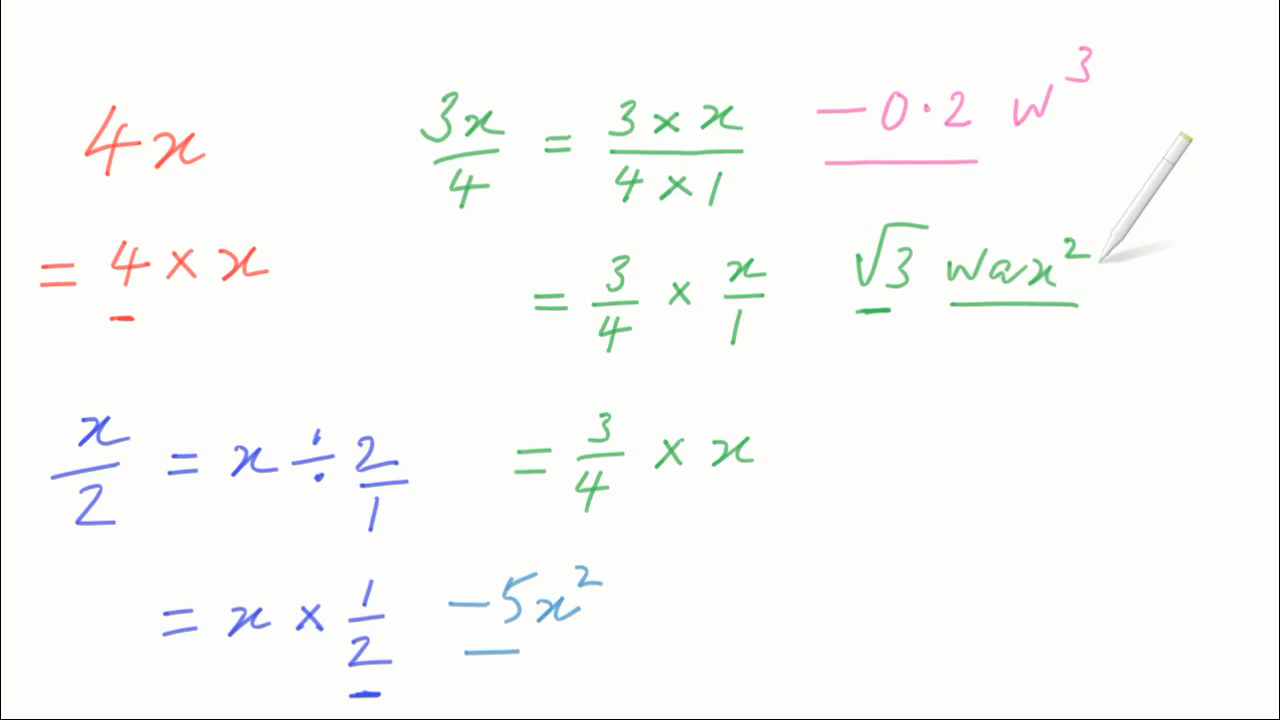 4x
= 4 × x
x/2 = x ÷ 2/1
= x × 1/2
3x/4 = (3 × x)/(4 × 1)
= 3/4 × x/1
= 3/4 × x
-5x²
-0·2 w³
√3 wax²